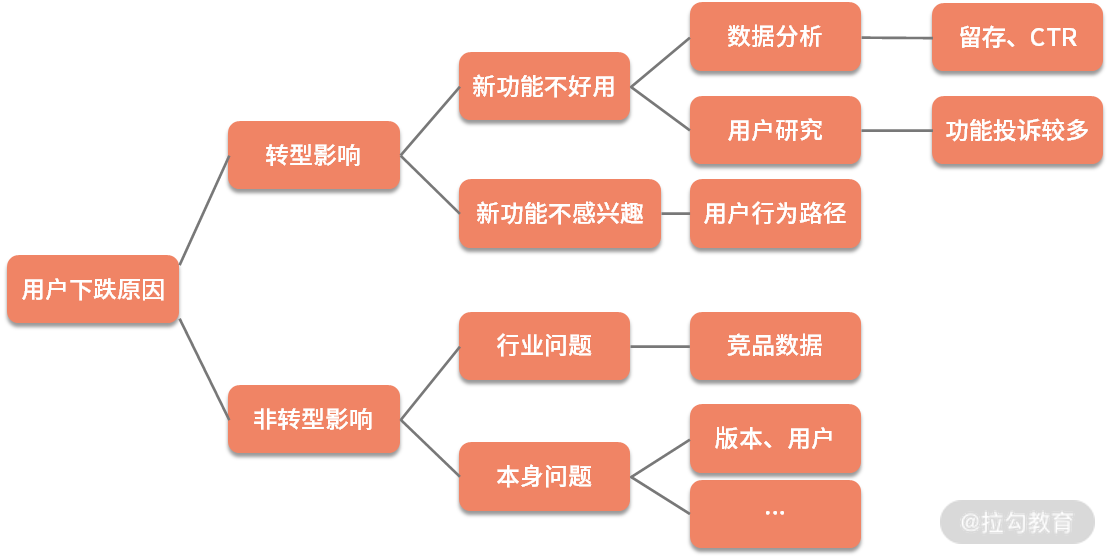 用户下跌原因
转型影响
新功能不好用
数据分析
留存、CTR
用户研究
功能投诉较多
新功能不感兴趣
用户行为路径
非转型影响
行业问题
竞品数据
本身问题
版本、用户
...
@拉勾教育